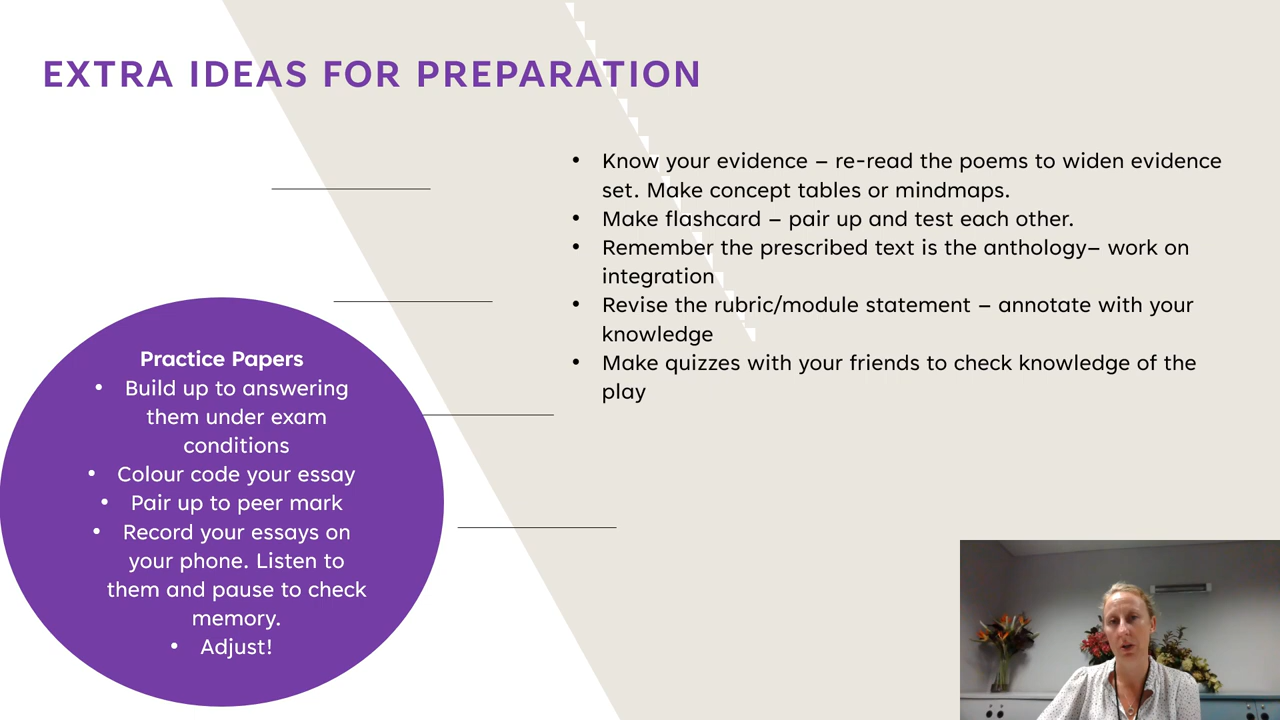 EXTRA IDEAS FOR PREPARATION
• Know your evidence – re-read the poems to widen evidence
set. Make concept tables or mindmaps.
• Make flashcard – pair up and test each other.
• Remember the prescribed text is the anthology– work on
integration
• Revise the rubric/module statement – annotate with your
knowledge
• Make quizzes with your friends to check knowledge of the
play
Practice Papers
• Build up to answering
them under exam
conditions
• Colour code your essay
• Pair up to peer mark
• Record your essays on
your phone. Listen to
them and pause to check
memory.
• Adjust!